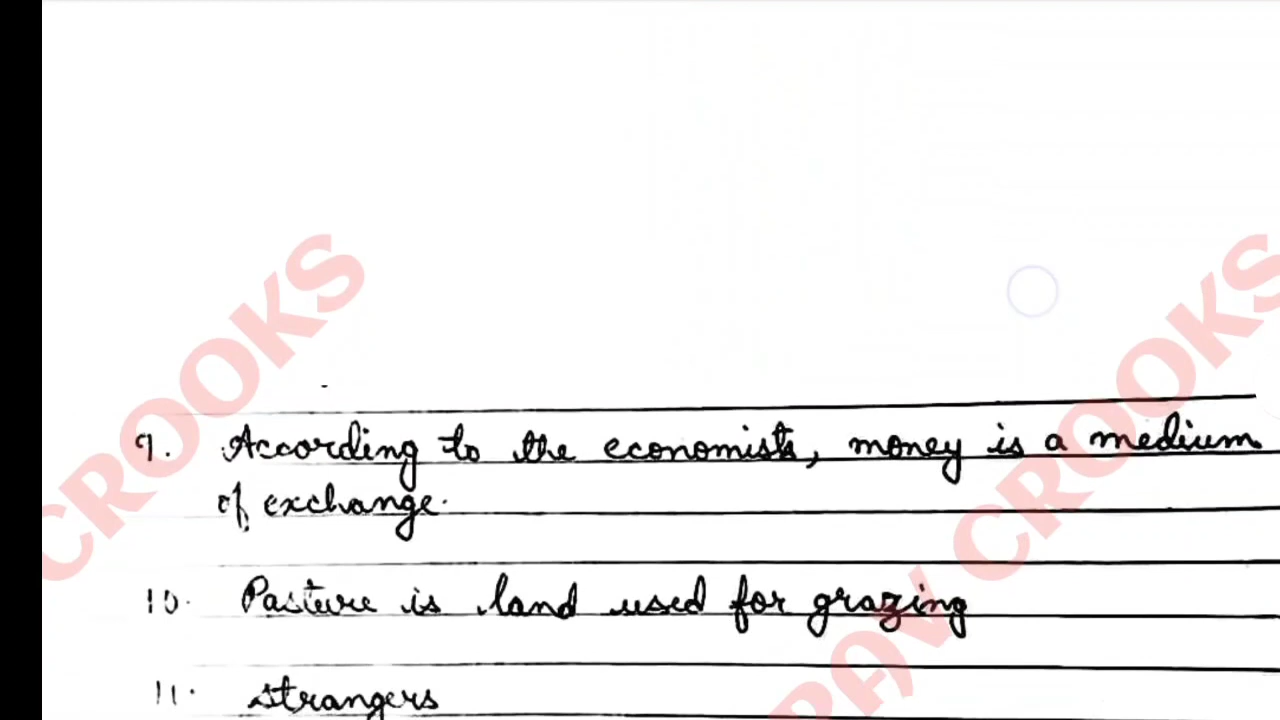 9. According to the economists, money is a medium
of exchange.
10. Pasture is land used for grazing
11. strangers
CROOKS
PAV CROOKS